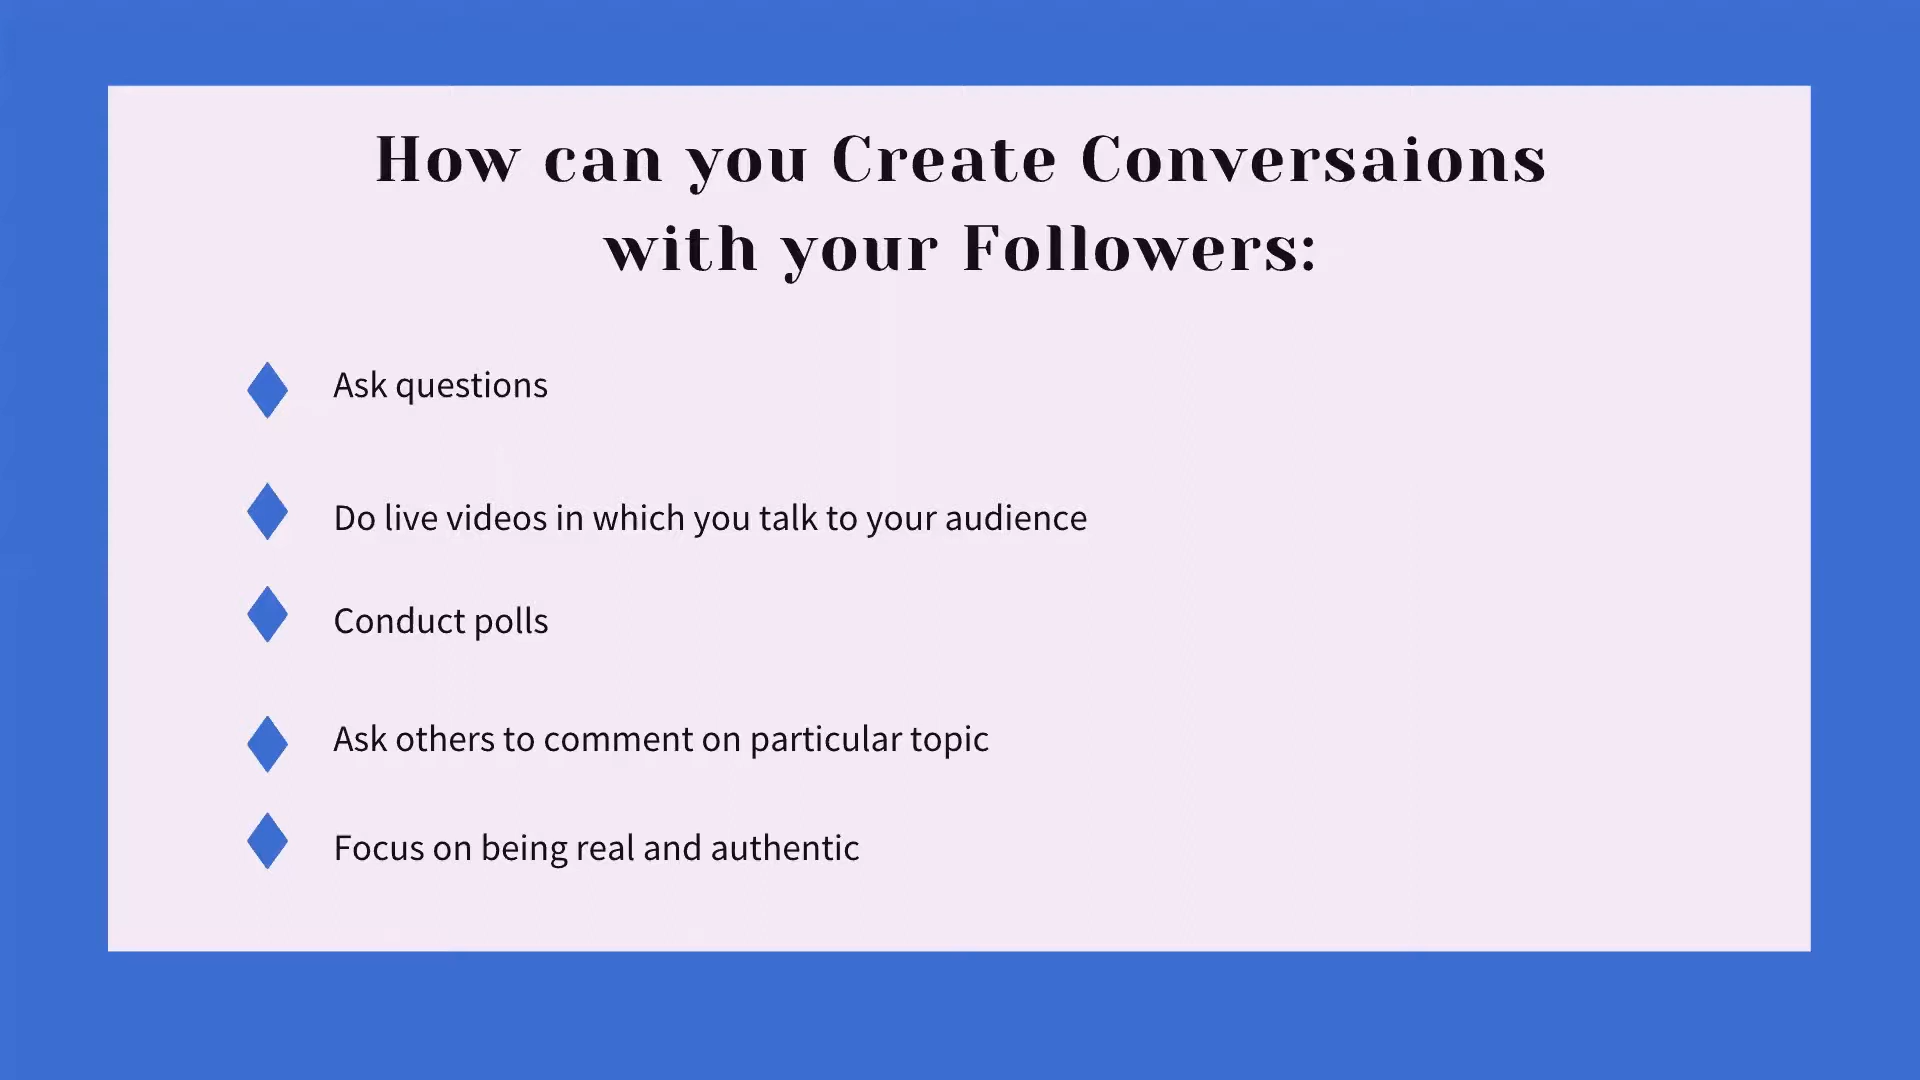 How can you Create Conversaions
with your Followers:
Ask questions
Do live videos in which you talk to your audience
Conduct polls
Ask others to comment on particular topic
Focus on being real and authentic